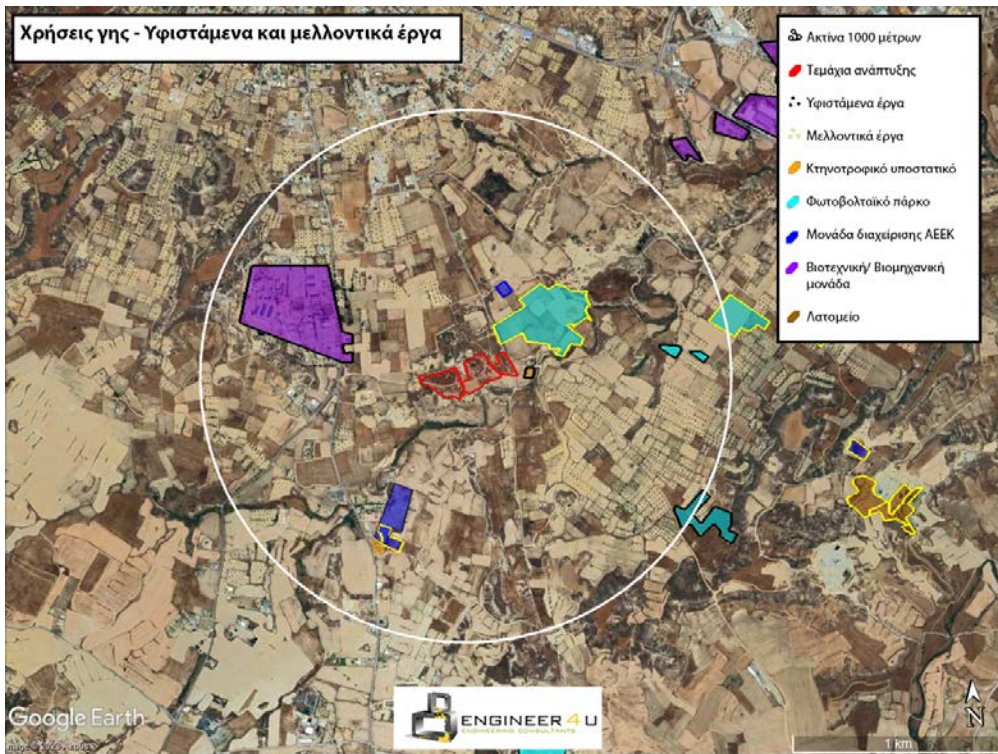 Χρήσεις γης - Υφιστάμενα και μελλοντικά έργα
Ακτίνα 1000 μέτρων
Τεμάχια ανάπτυξης
Υφιστάμενα έργα
Μελλοντικά έργα
Κτηνοτροφικό υποστατικό
Φωτοβολταϊκό πάρκο
Μονάδα διαχείρισης ΑΕΕΚ
Βιοτεχνική/ Βιομηχανική
μονάδα
Λατομείο
Google Earth
ENGINEER 4 U
ENGINEERING CONSULTANTS
N
1 km